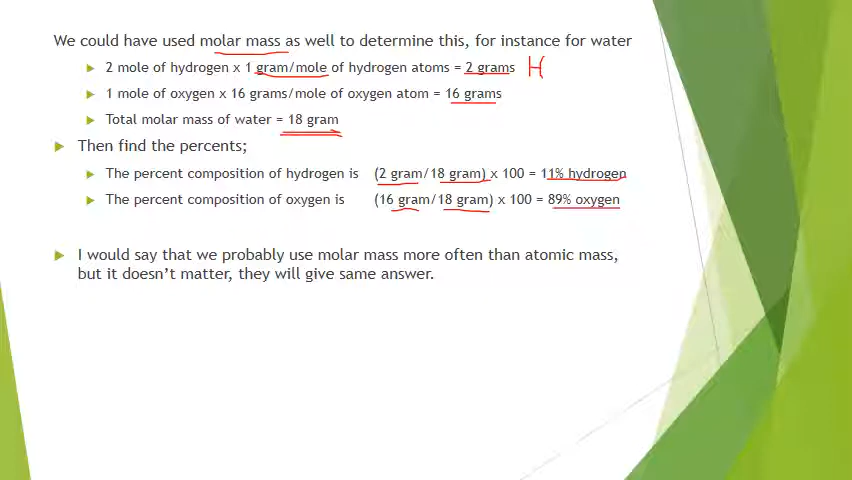 We could have used molar mass as well to determine this, for instance for water
2 mole of hydrogen x 1 gram/mole of hydrogen atoms = 2 grams H
1 mole of oxygen x 16 grams/mole of oxygen atom = 16 grams
Total molar mass of water = 18 gram
Then find the percents;
The percent composition of hydrogen is (2 gram/18 gram) x 100 = 11% hydrogen
The percent composition of oxygen is (16 gram/18 gram) x 100 = 89% oxygen
I would say that we probably use molar mass more often than atomic mass,
but it doesn't matter, they will give same answer.